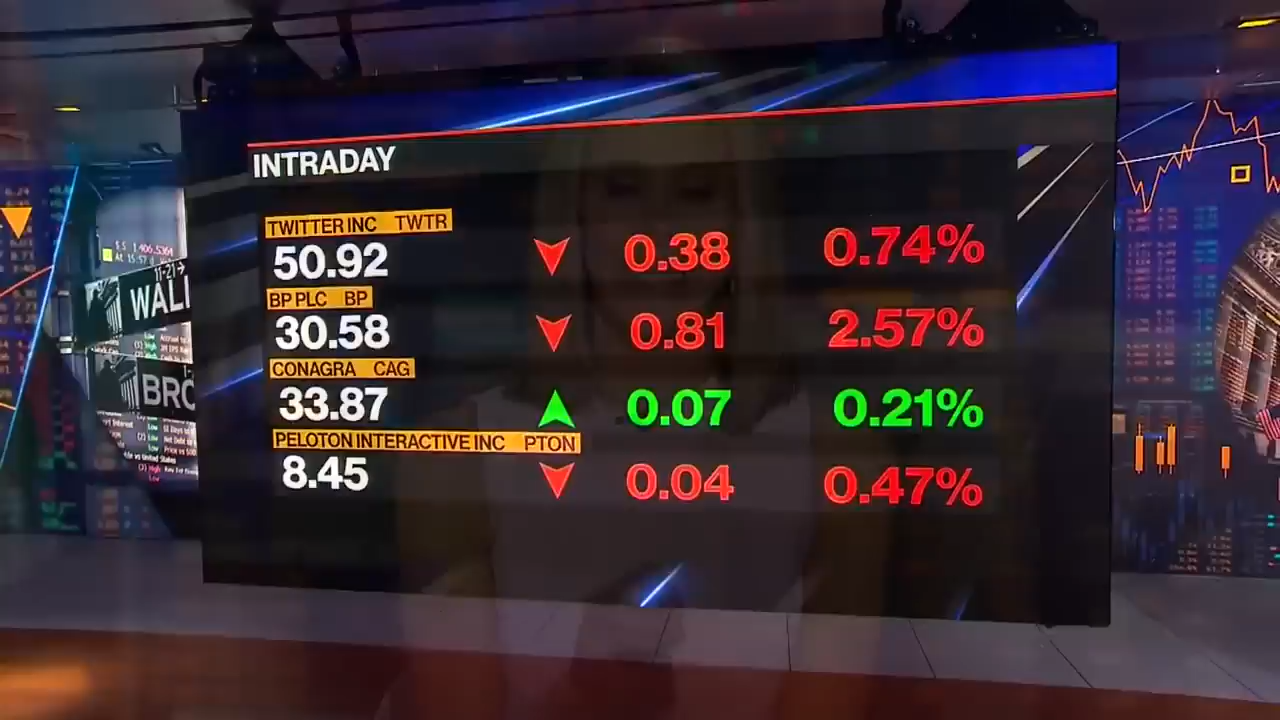 INTRADAY
TWITTER INC TWTR
50.92 0.38 0.74%
BP PLC BP
30.58 0.81 2.57%
CONAGRA CAG
33.87 0.07 0.21%
PELOTON INTERACTIVE INC PTON
8.45 0.04 0.47%
11-21
WALL
BRO